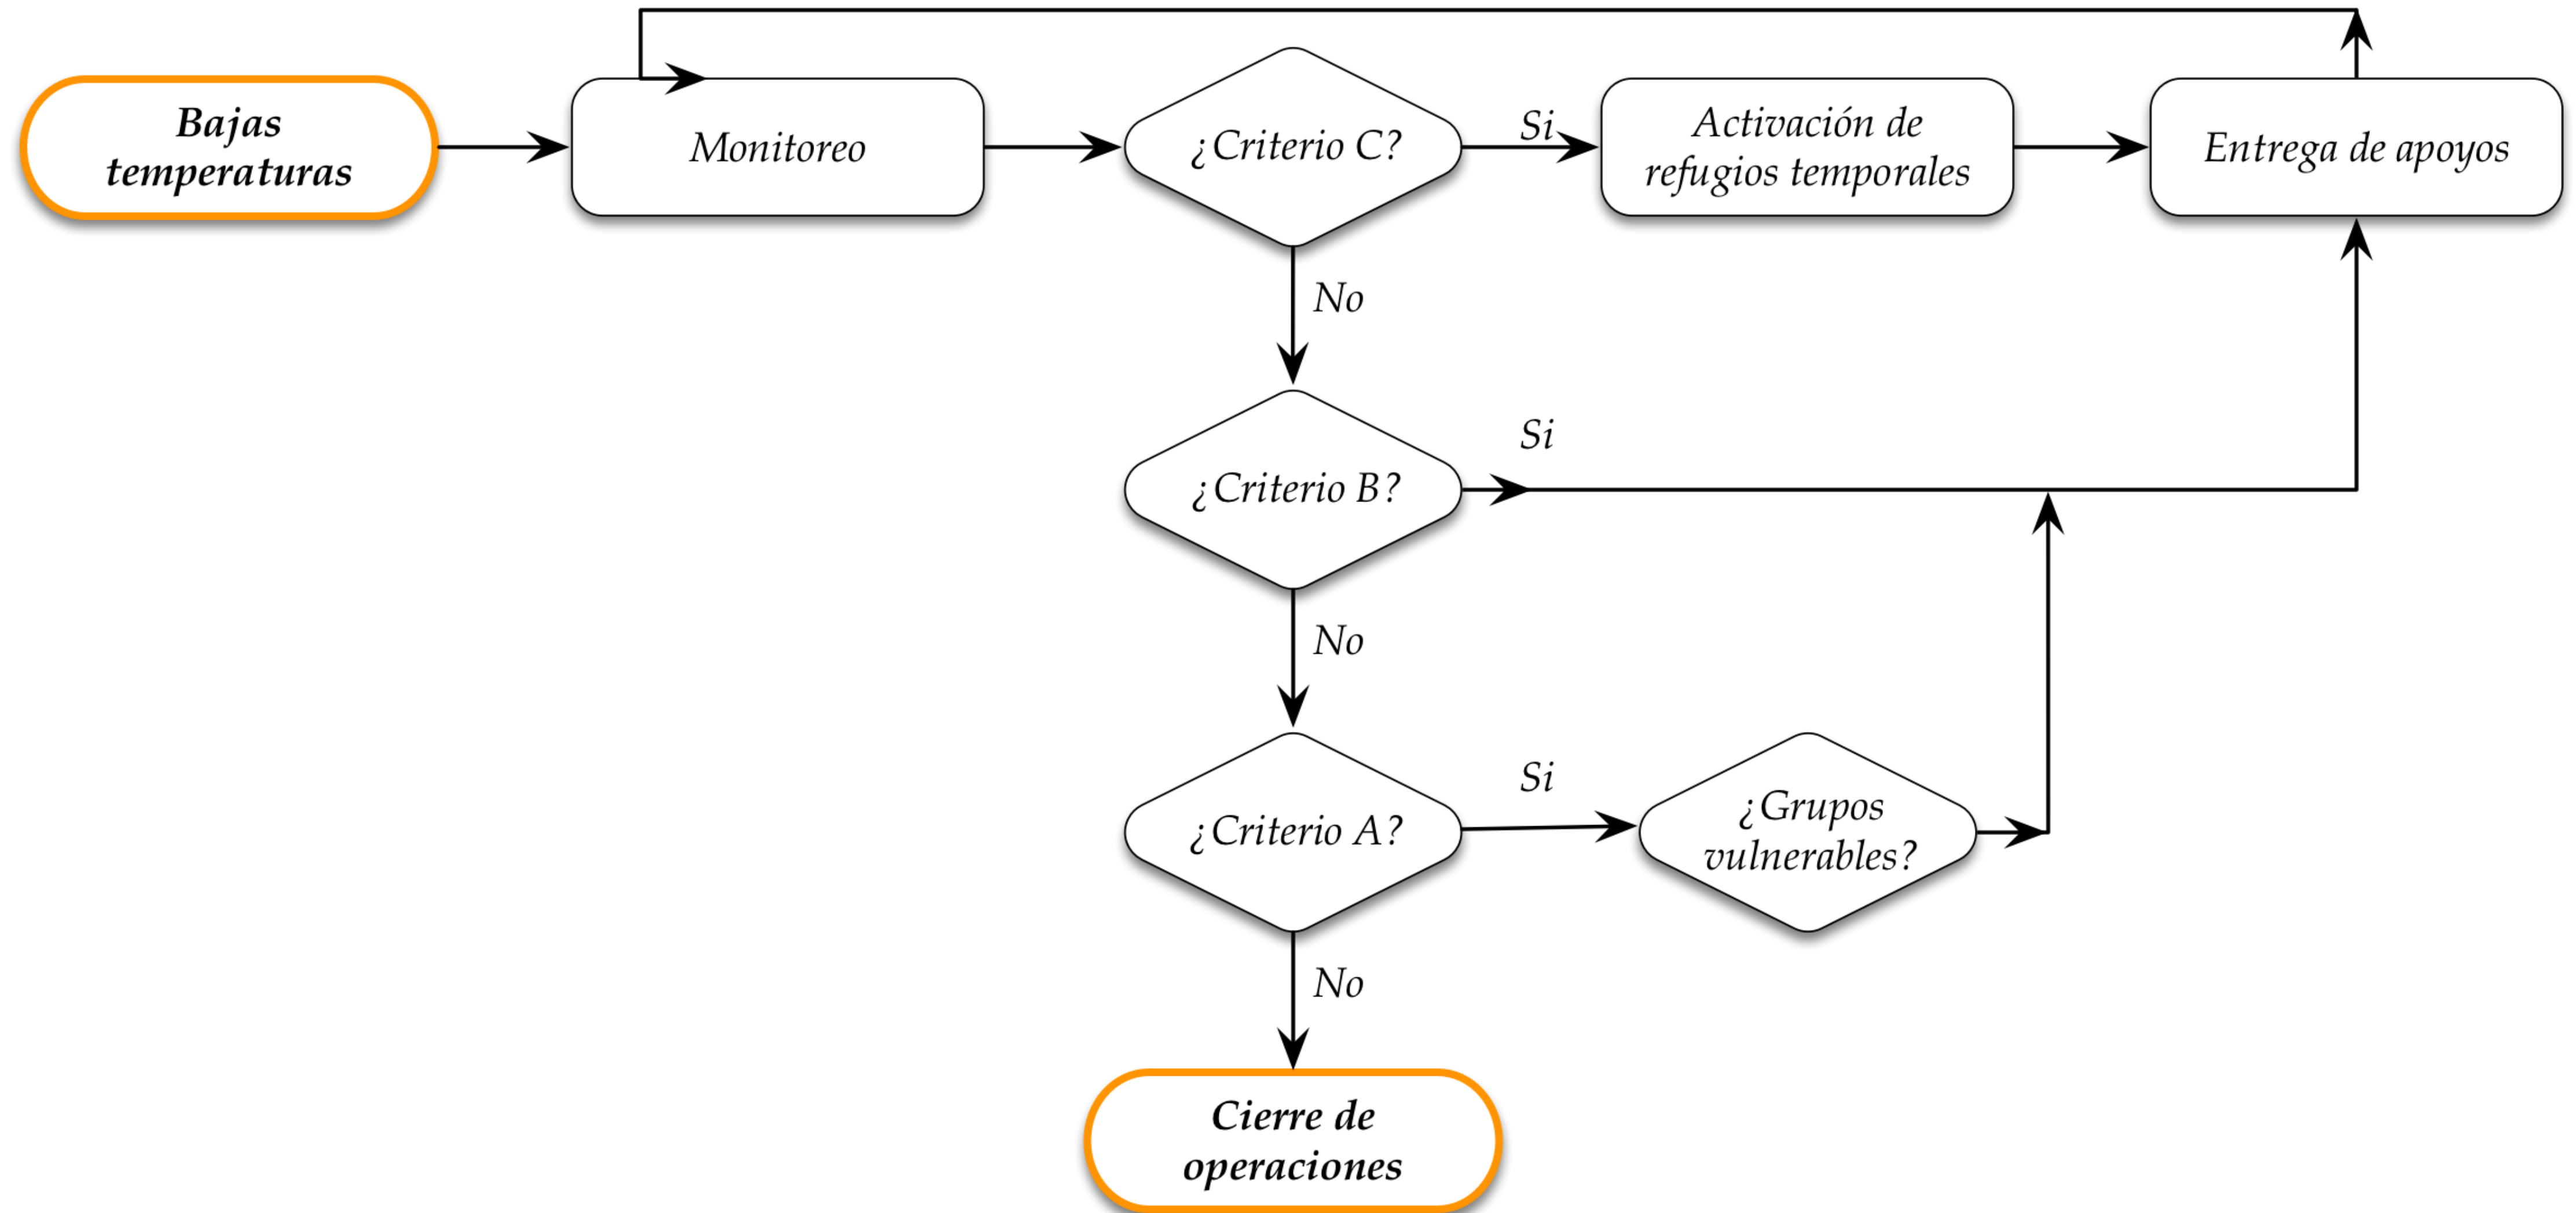 Bajas
temperaturas
Monitoreo
¿Criterio C?
Si
Activación de
refugios temporales
Entrega de apoyos
No
¿Criterio B?
Si
No
¿Criterio A?
Si
¿Grupos
vulnerables?
No
Cierre de
operaciones